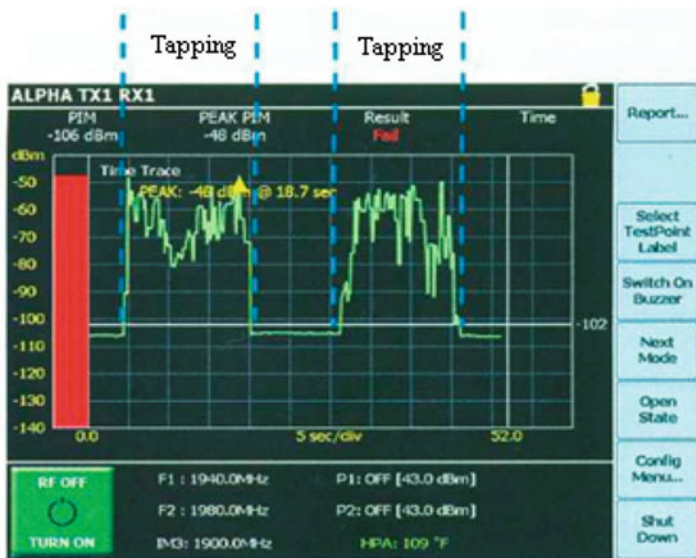 Tapping Tapping
ALPHA TX1 RX1
PIM PEAK PIM Result Time
-106 dBm -48 dBm Fail
dBm
Time Trace
PEAK: -48 dBm @ 18.7 sec
-50
-60
-70
-80
-90
-100
-102
-110
-120
-130
-140
0.0 5 sec/div 52.0
RF OFF
TURN ON
F1 : 1940.0MHz P1: OFF [43.0 dBm]
F2 : 1980.0MHz P2: OFF [43.0 dBm]
IM3: 1900.0MHz HPA: 109 °F
Report...
Select
TestPoint
Label
Switch On
Buzzer
Next
Mode
Open
State
Config
Menu...
Shut
Down